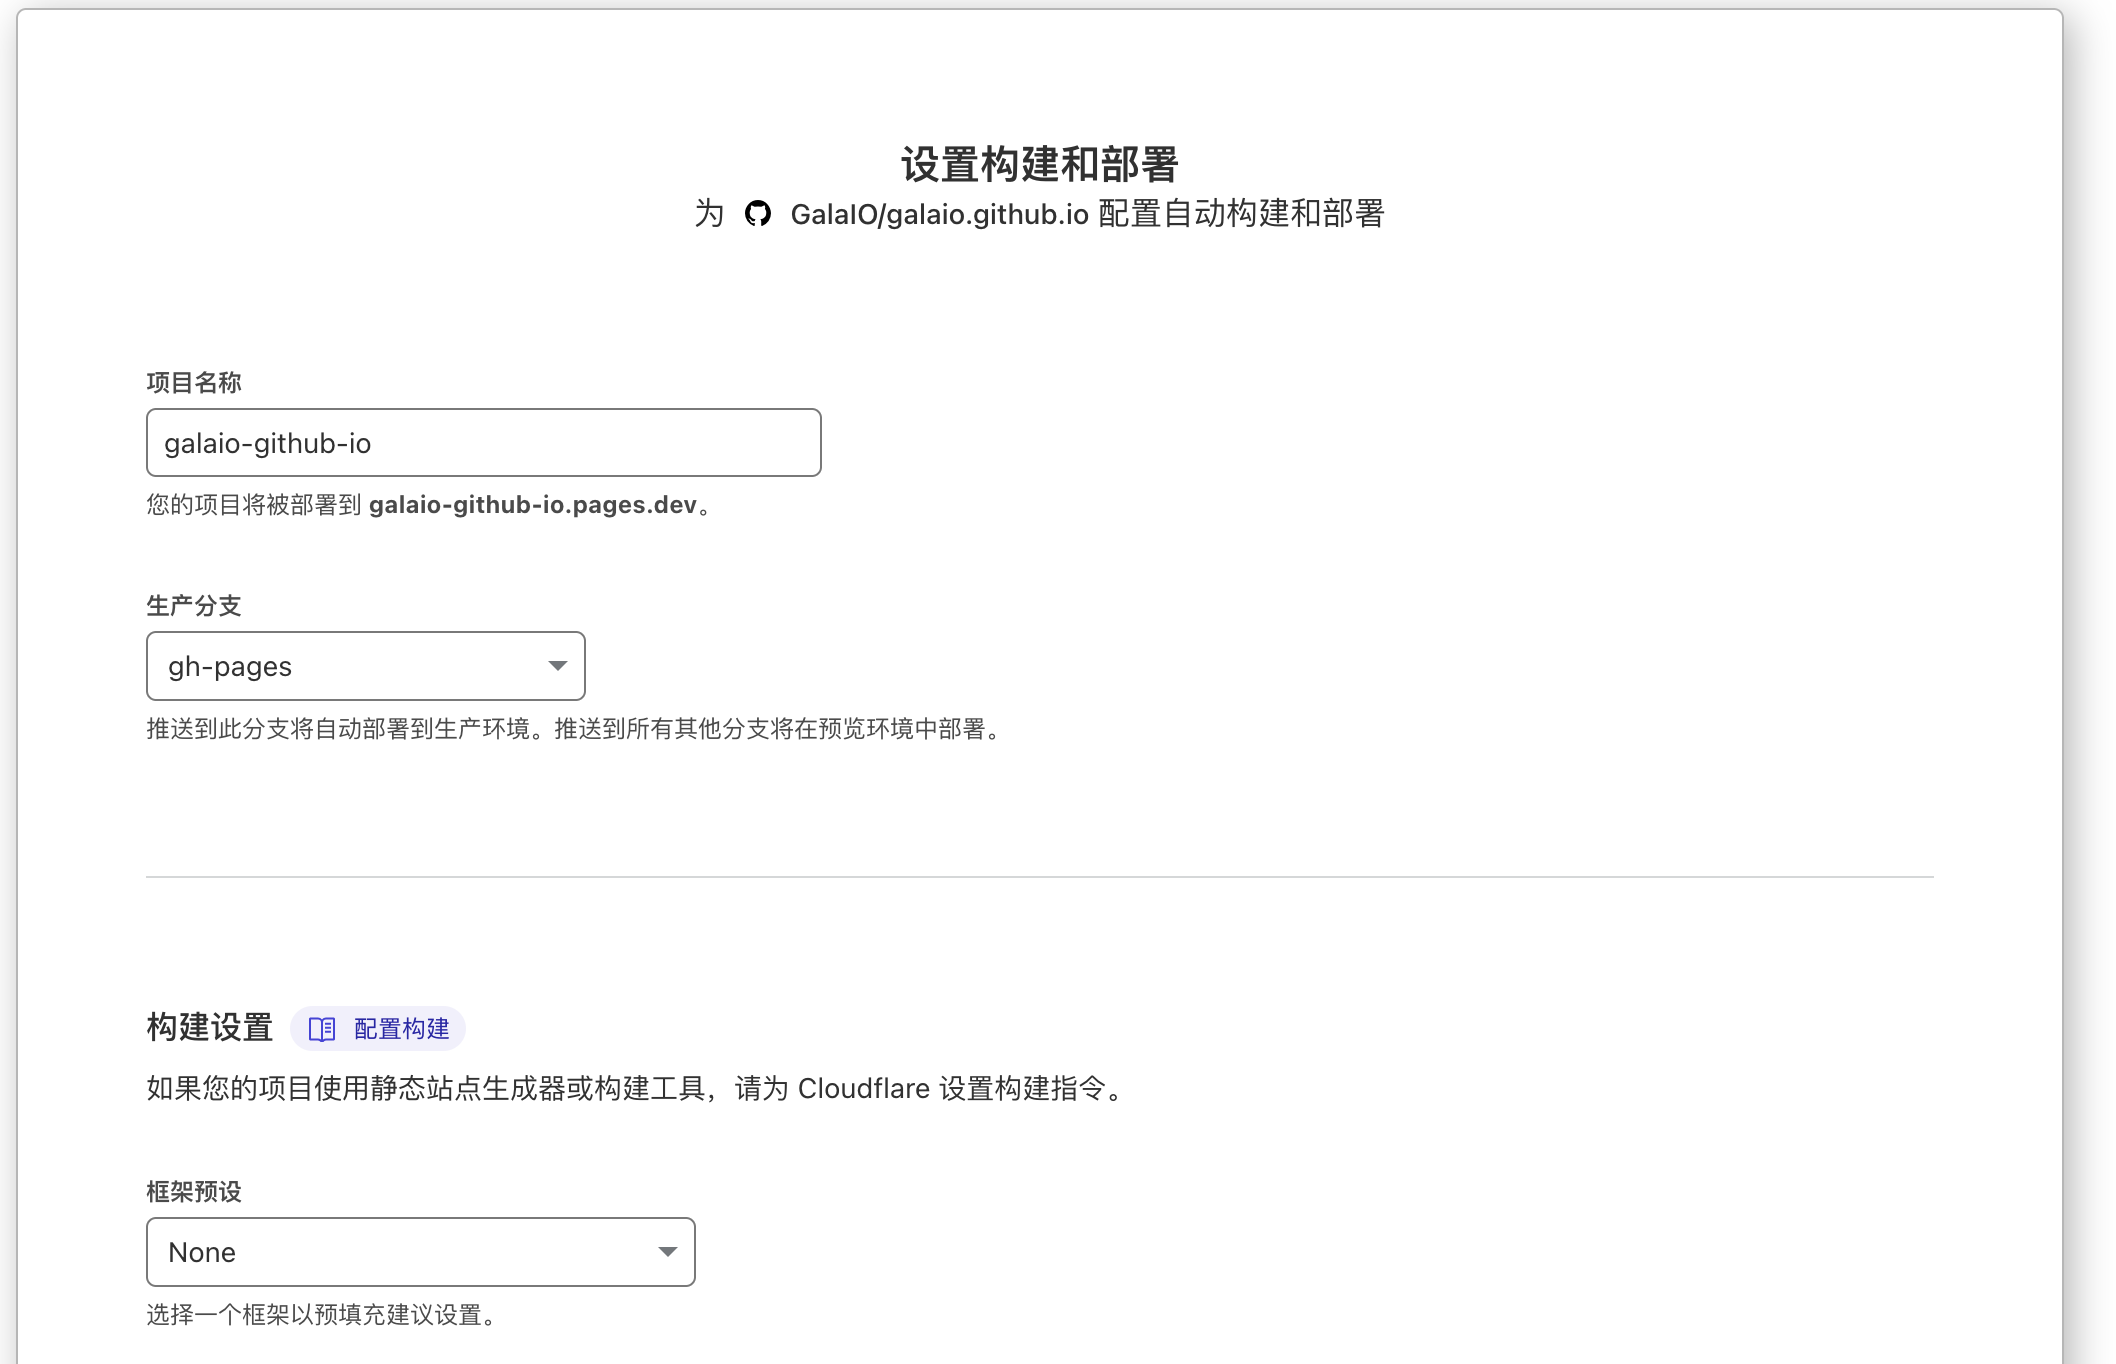 设置构建和部署
为 GalaIO/galaio.github.io 配置自动构建和部署
项目名称
galaio-github-io
您的项目将被部署到 galaio-github-io.pages.dev。
生产分支
gh-pages
推送到此分支将自动部署到生产环境。推送到所有其他分支将在预览环境中部署。
构建设置 配置构建
如果您的项目使用静态站点生成器或构建工具，请为 Cloudflare 设置构建指令。
框架预设
None
选择一个框架以预填充建议设置。